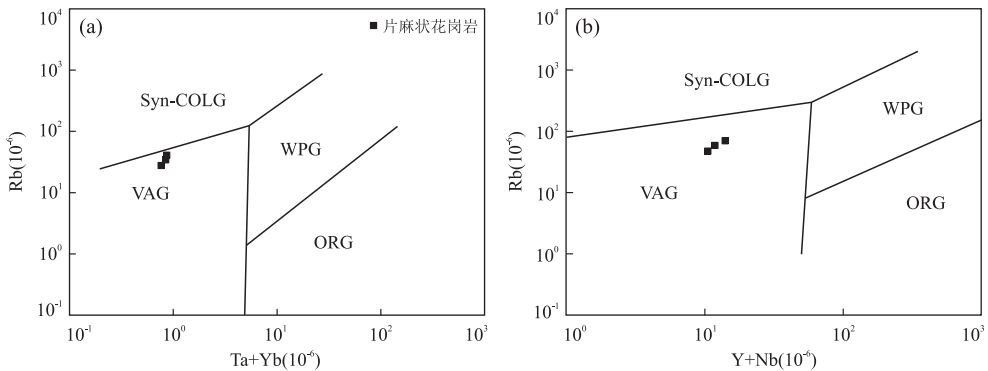 (a)
■ 片麻状花岗岩
Syn-COLG
WPG
VAG
ORG
Rb(10⁻⁶)
10⁴
10³
10²
10¹
10⁰
10⁻¹
10⁻¹ 10⁰ 10¹ 10² 10³
Ta+Yb(10⁻⁶)
(b)
Syn-COLG
WPG
VAG
ORG
Rb(10⁻⁶)
10⁴
10³
10²
10¹
10⁰
10⁻¹
10⁰ 10¹ 10² 10³
Y+Nb(10⁻⁶)